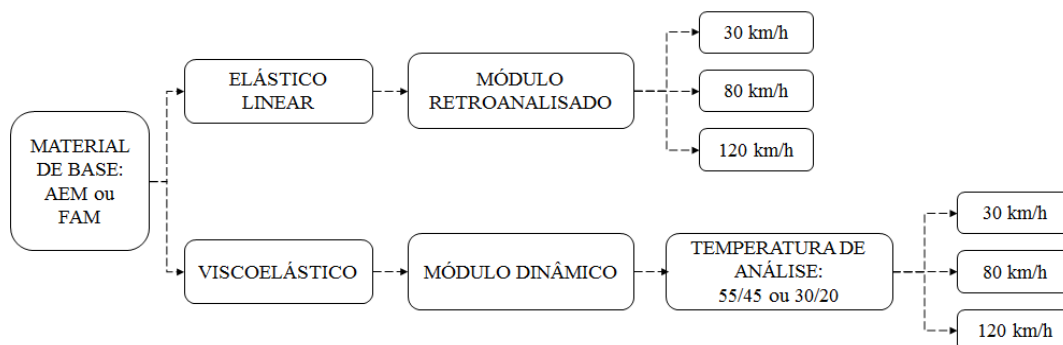 MATERIAL
DE BASE:
AEM ou
FAM
ELÁSTICO
LINEAR
MÓDULO
RETROANALISADO
30 km/h
80 km/h
120 km/h
VISCOELÁSTICO
MÓDULO DINÂMICO
TEMPERATURA DE
ANÁLISE:
55/45 ou 30/20
30 km/h
80 km/h
120 km/h